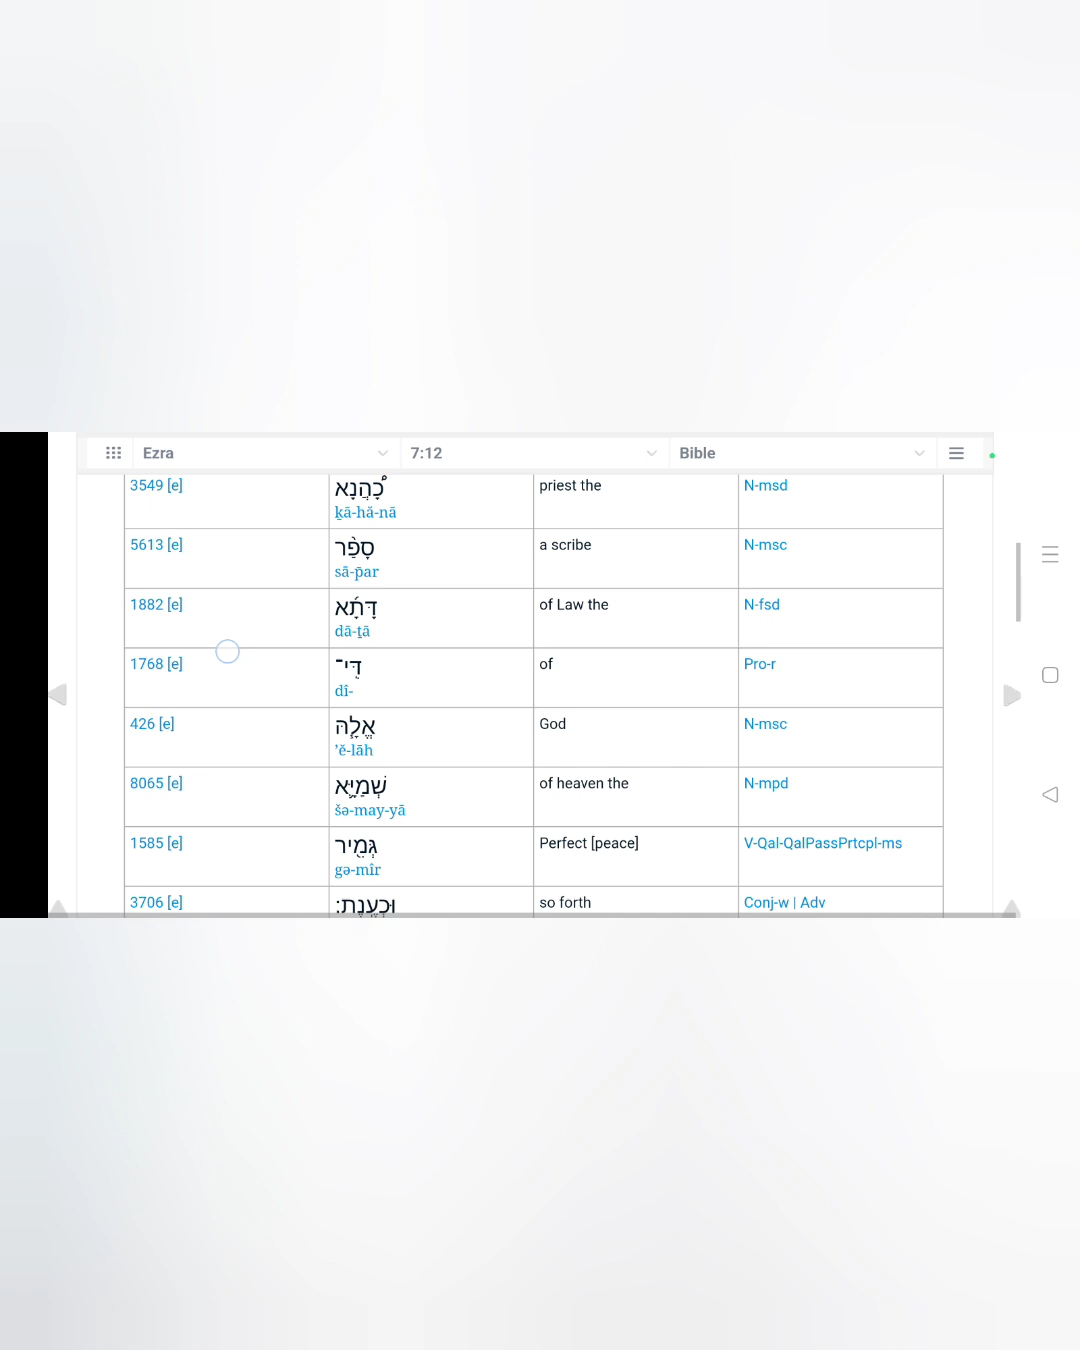 Ezra 7:12 Bible
3549 [e] כָהֲנָ֡א priest the N-msd
ḵā-hă-nā
5613 [e] סָפַ֨ר a scribe N-msc
sā-p̄ar
1882 [e] דָּתָ֜א of Law the N-fsd
dā-ṯā
1768 [e] דִּֽי־ of Pro-r
dî-
426 [e] אֱלָ֧הּ God N-msc
’ĕ-lāh
8065 [e] שְׁמַיָּ֛א of heaven the N-mpd
šə-may-yā
1585 [e] גְּמִ֖יר Perfect [peace] V-Qal-QalPassPrtcpl-ms
gə-mîr
3706 [e] וּכְעֶֽנֶת׃ so forth Conj-w | Adv